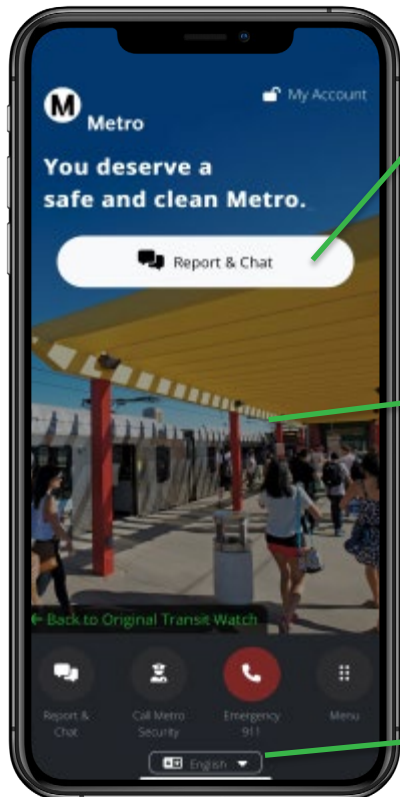 M
Metro
My Account
You deserve a
safe and clean Metro.
Report & Chat
← Back to Original Transit Watch
Report &
Chat
Call Metro
Security
Emergency
911
Menu
English